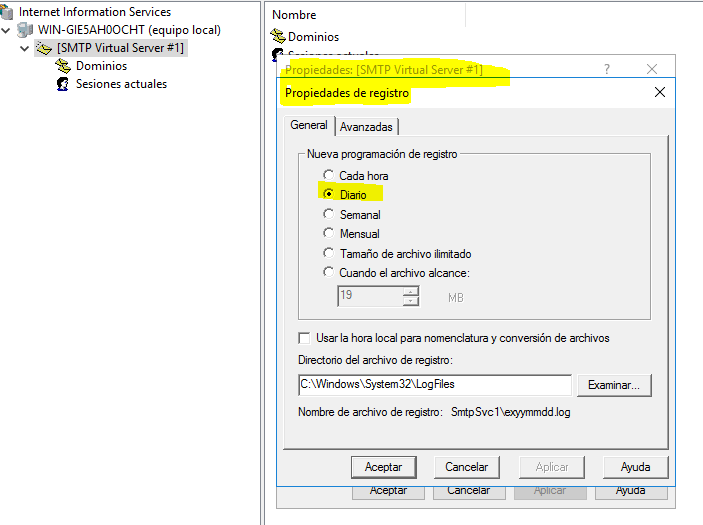 Internet Information Services
WIN-GIE5AH0OCHT (equipo local)
[SMTP Virtual Server #1]
Dominios
Sesiones actuales
Nombre
Dominios
Sesiones actuales
Propiedades: [SMTP Virtual Server #1]
?
Propiedades de registro
General
Avanzadas
Nueva programación de registro
Cada hora
Diario
Semanal
Mensual
Tamaño de archivo ilimitado
Cuando el archivo alcance:
19
MB
Usar la hora local para nomenclatura y conversión de archivos
Directorio del archivo de registro:
C:\Windows\System32\LogFiles
Examinar...
Nombre de archivo de registro: SmtpSvc1\exyymmdd.log
Aceptar
Cancelar
Aplicar
Ayuda
Aceptar
Cancelar
Aplicar
Ayuda